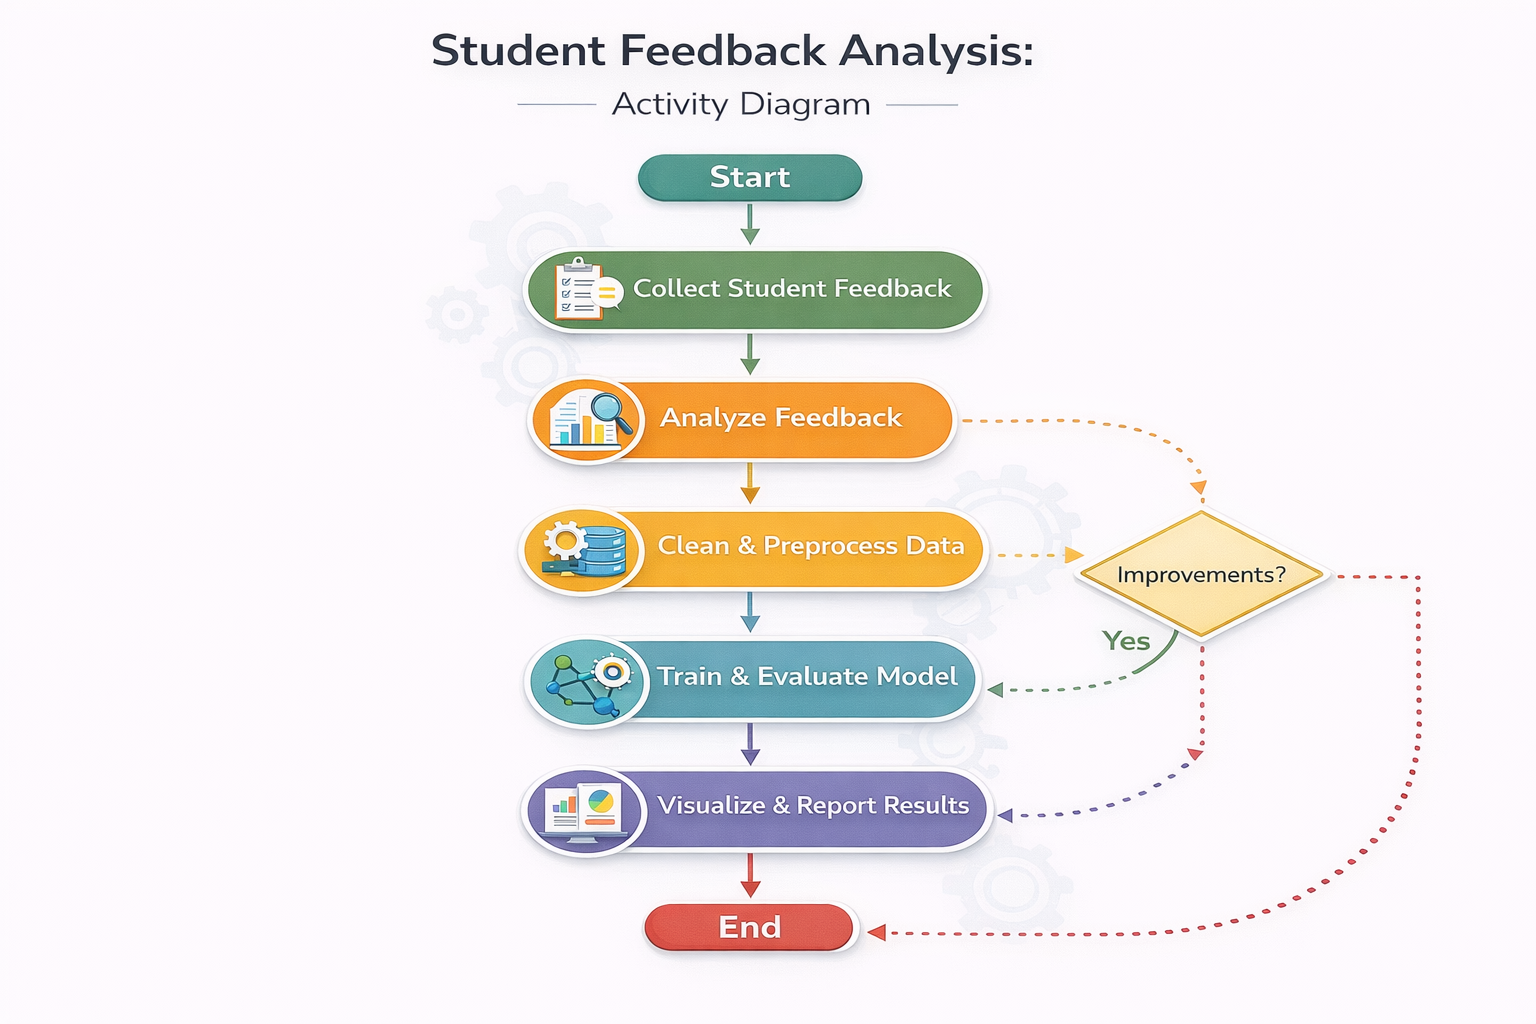 Student Feedback Analysis:
Activity Diagram
Start
Collect Student Feedback
Analyze Feedback
Clean & Preprocess Data
Improvements?
Yes
Train & Evaluate Model
Visualize & Report Results
End